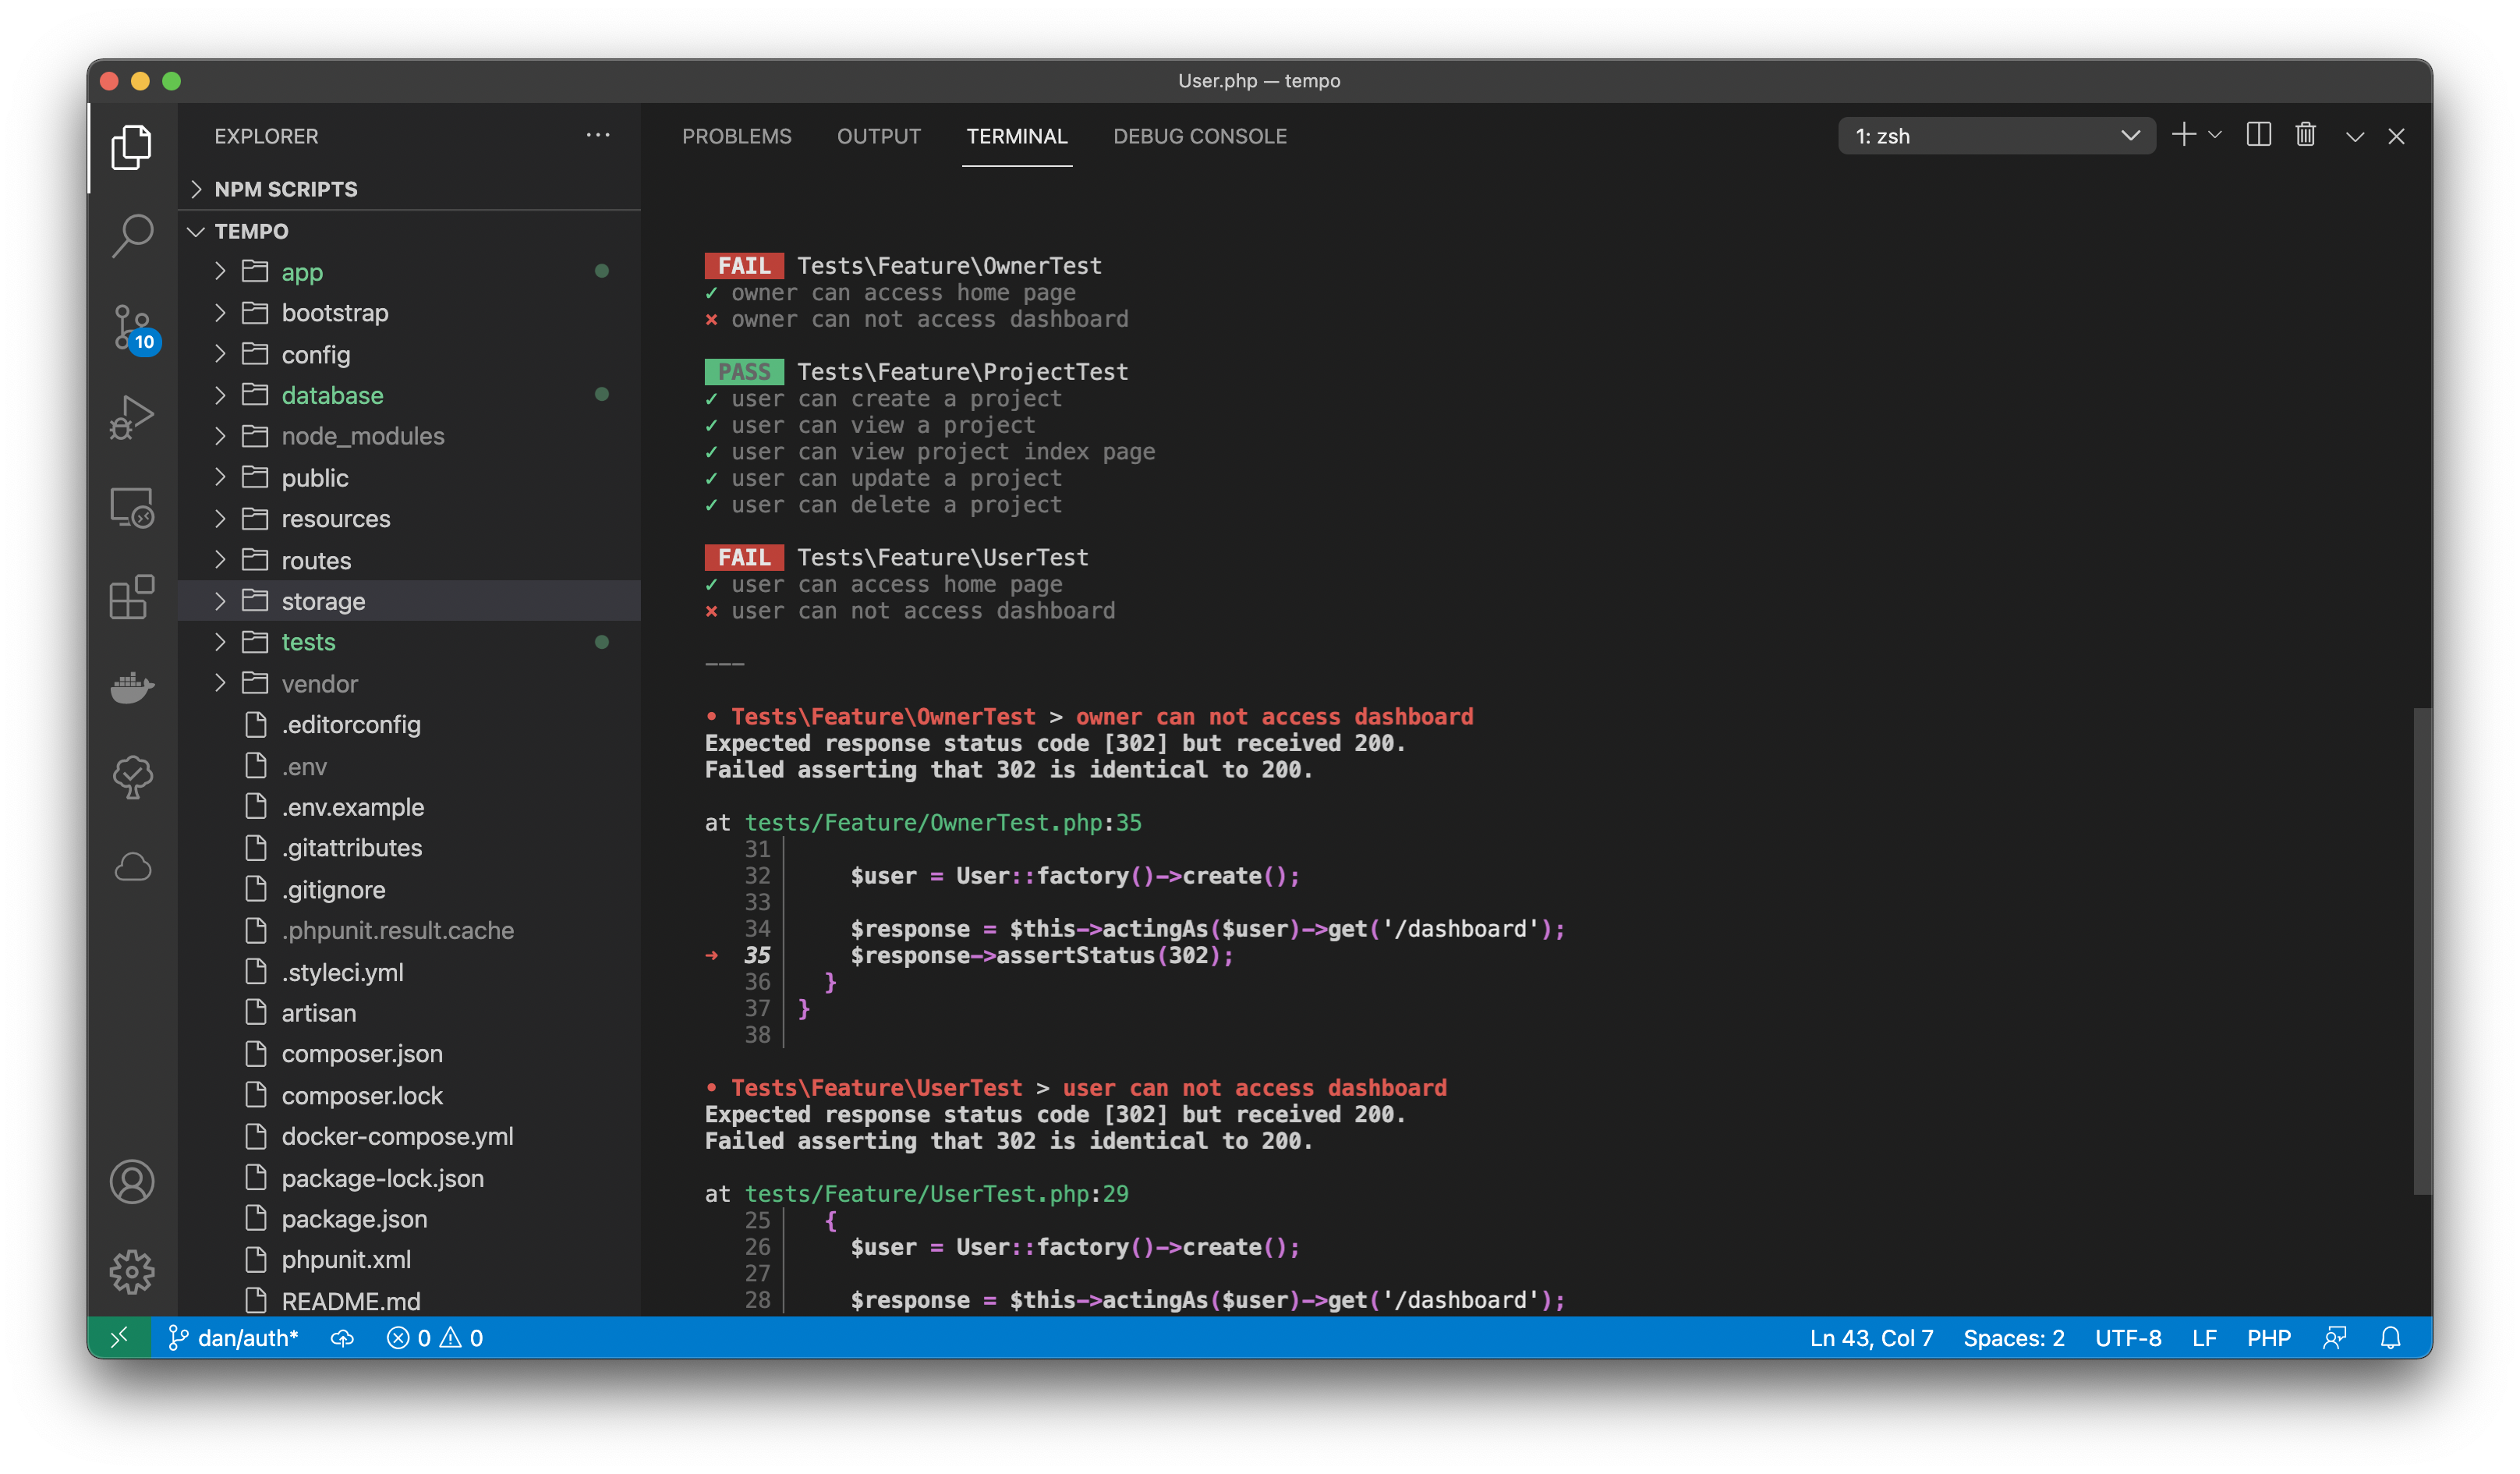 User.php — tempo
EXPLORER
NPM SCRIPTS
TEMPO
app
bootstrap
config
database
node_modules
public
resources
routes
storage
tests
vendor
.editorconfig
.env
.env.example
.gitattributes
.gitignore
.phpunit.result.cache
.styleci.yml
artisan
composer.json
composer.lock
docker-compose.yml
package-lock.json
package.json
phpunit.xml
README.md
10
PROBLEMS OUTPUT TERMINAL DEBUG CONSOLE
1: zsh
FAIL Tests\Feature\OwnerTest
✓ owner can access home page
⨯ owner can not access dashboard
PASS Tests\Feature\ProjectTest
✓ user can create a project
✓ user can view a project
✓ user can view project index page
✓ user can update a project
✓ user can delete a project
FAIL Tests\Feature\UserTest
✓ user can access home page
⨯ user can not access dashboard
———
• Tests\Feature\OwnerTest > owner can not access dashboard
Expected response status code [302] but received 200.
Failed asserting that 302 is identical to 200.
at tests/Feature/OwnerTest.php:35
31
32 $user = User::factory()->create();
33
34 $response = $this->actingAs($user)->get('/dashboard');
➜ 35 $response->assertStatus(302);
36 }
37 }
38
• Tests\Feature\UserTest > user can not access dashboard
Expected response status code [302] but received 200.
Failed asserting that 302 is identical to 200.
at tests/Feature/UserTest.php:29
25 {
26 $user = User::factory()->create();
27
28 $response = $this->actingAs($user)->get('/dashboard');
dan/auth* 0 0 Ln 43, Col 7 Spaces: 2 UTF-8 LF PHP